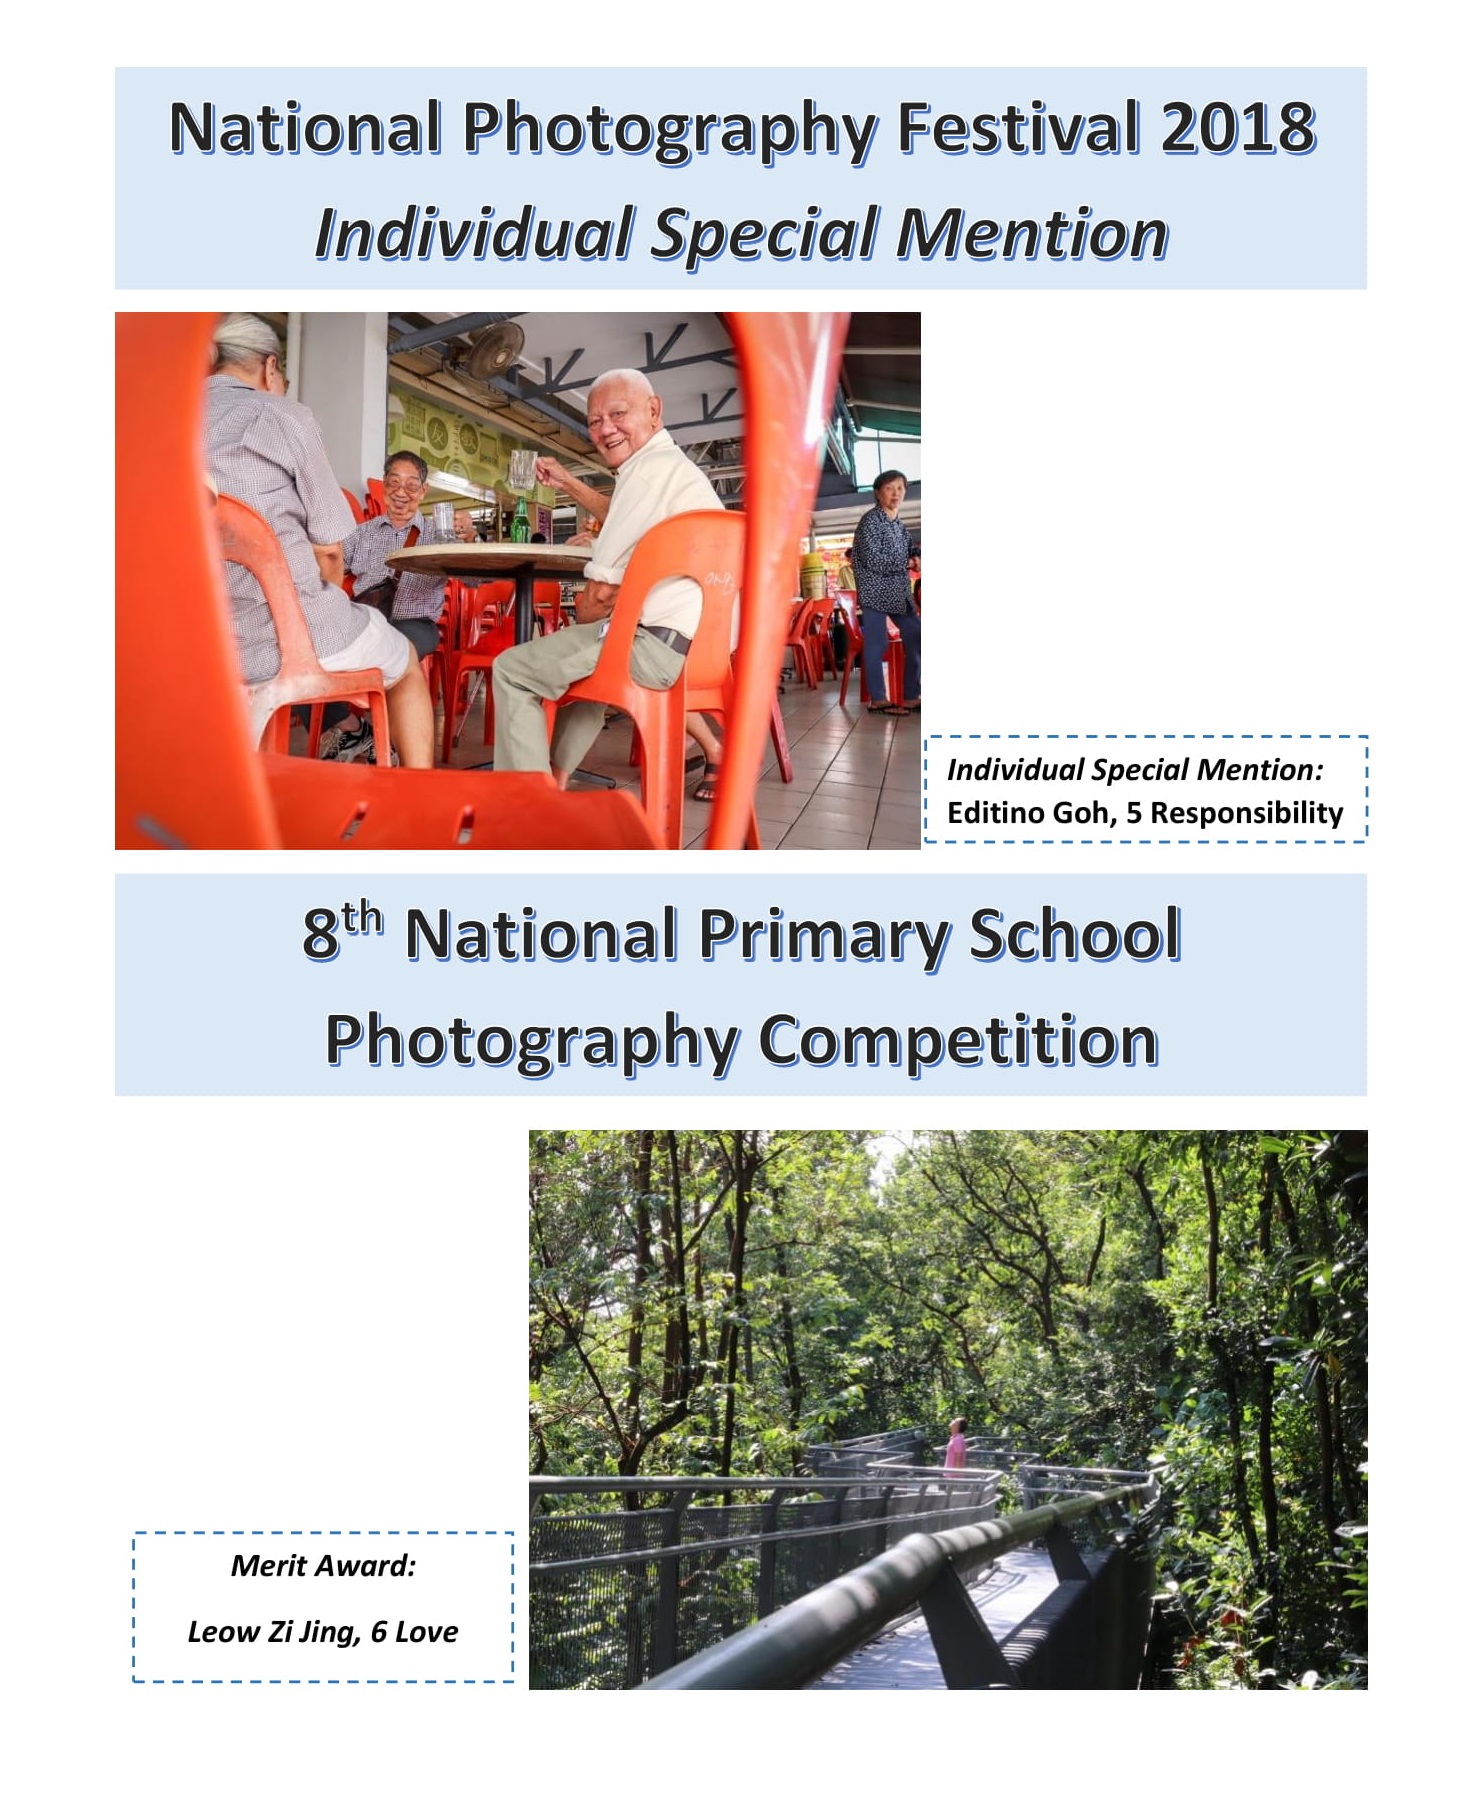 National Photography Festival 2018
Individual Special Mention
友
Individual Special Mention:
Editino Goh, 5 Responsibility
8th National Primary School
Photography Competition
Merit Award:
Leow Zi Jing, 6 Love